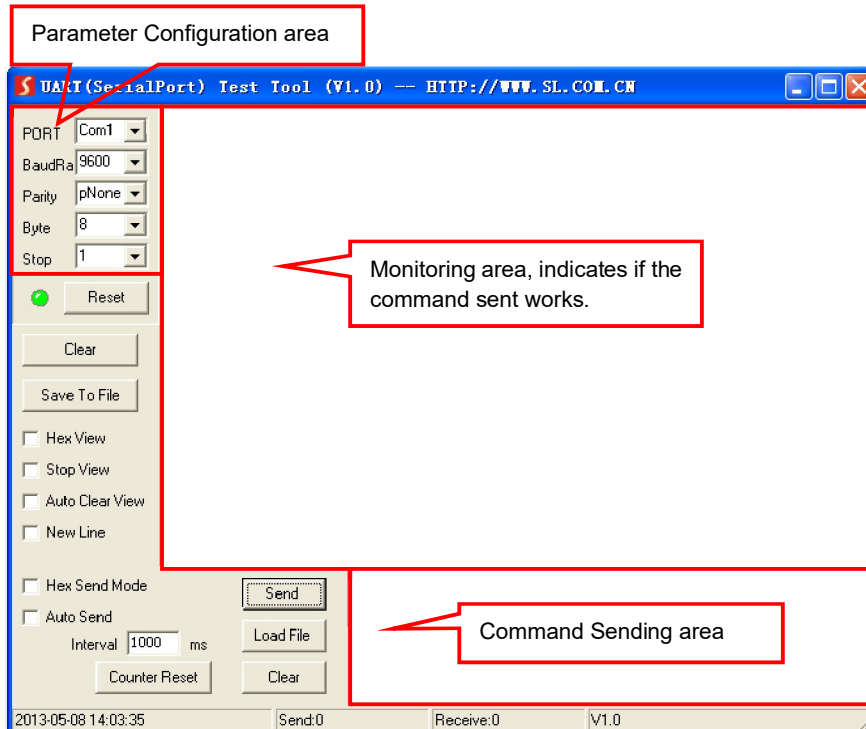 Parameter Configuration area
UART(SerialPort) Test Tool (V1.0) -- HTTP://WWW.SL.COM.CN
PORT Com1
BaudRa 9600
Parity pNone
Byte 8
Stop 1
Monitoring area, indicates if the
command sent works.
Reset
Clear
Save To File
Hex View
Stop View
Auto Clear View
New Line
Hex Send Mode
Send
Auto Send
Interval 1000 ms
Load File
Command Sending area
Counter Reset
Clear
2013-05-08 14:03:35 Send:0 Receive:0 V1.0